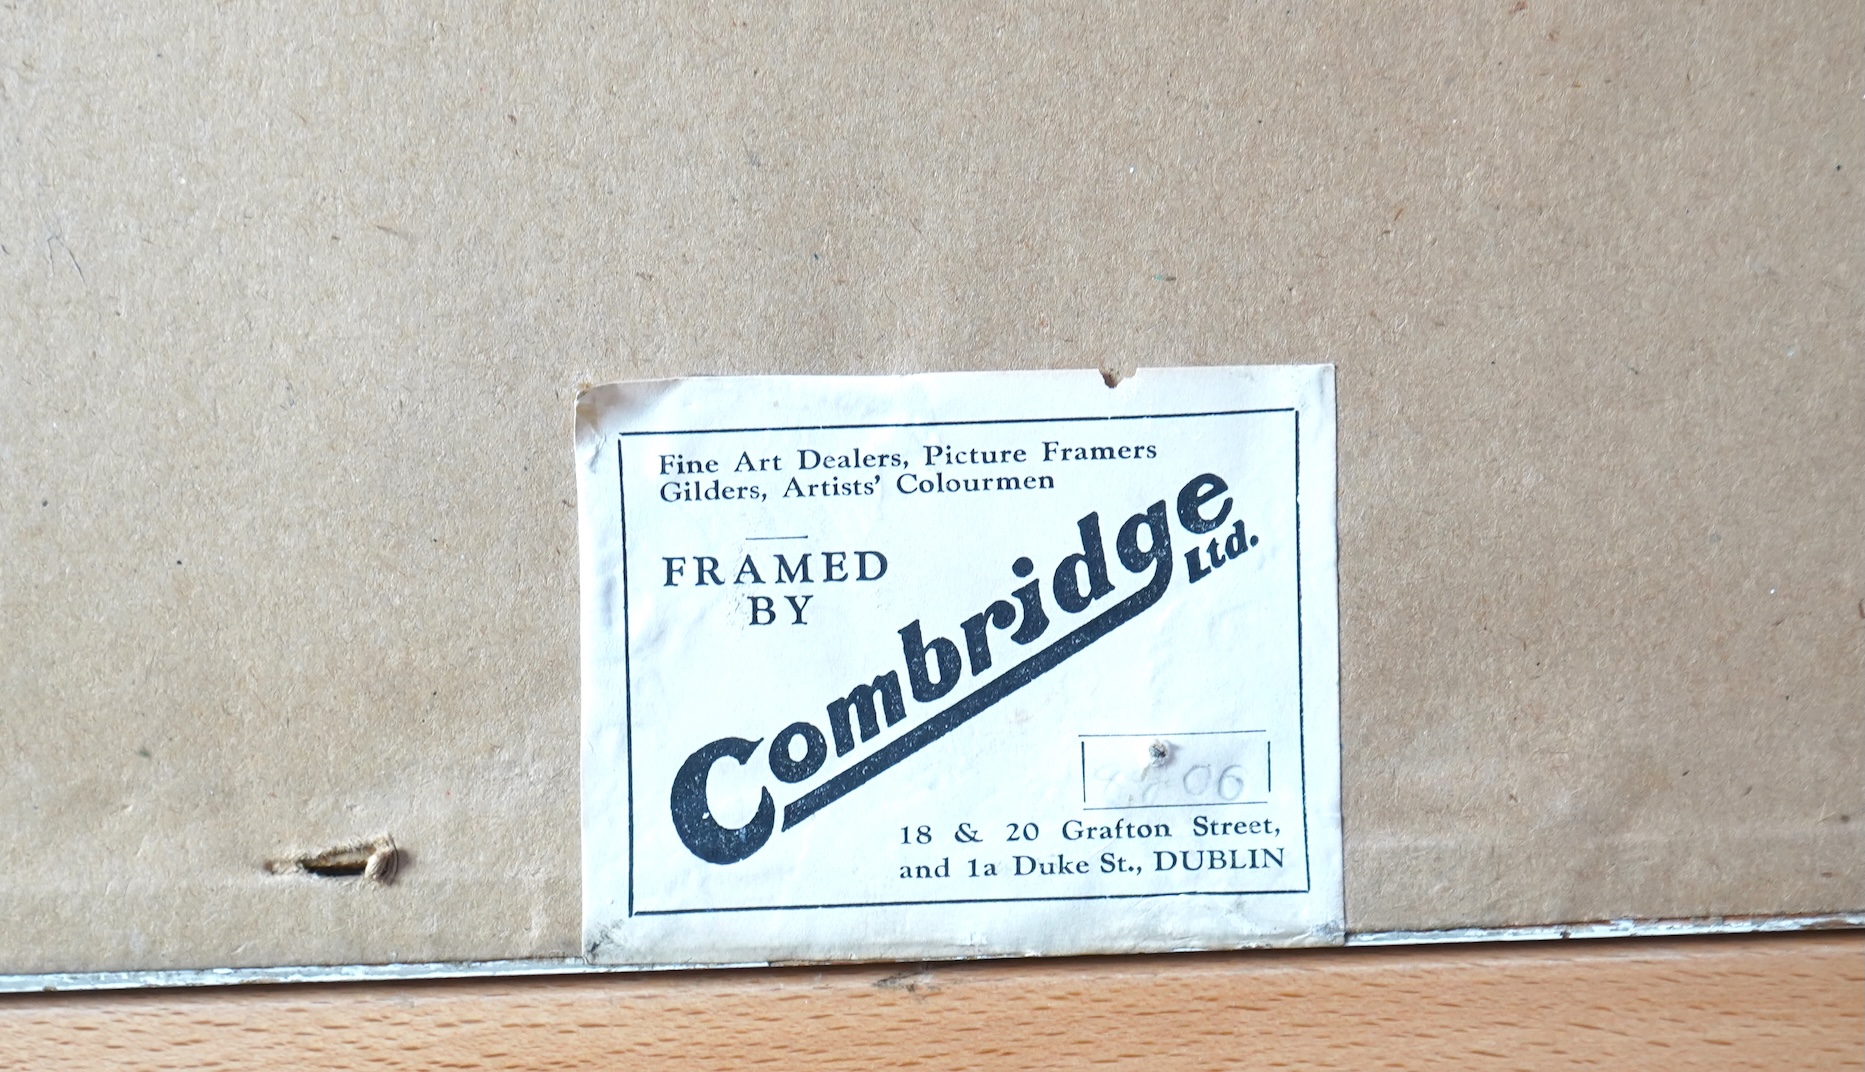 Fine Art Dealers, Picture Framers
Gilders, Artists' Colourmen
FRAMED
BY
Combridge
Ltd.
06
18 & 20 Grafton Street,
and 1a Duke St., DUBLIN